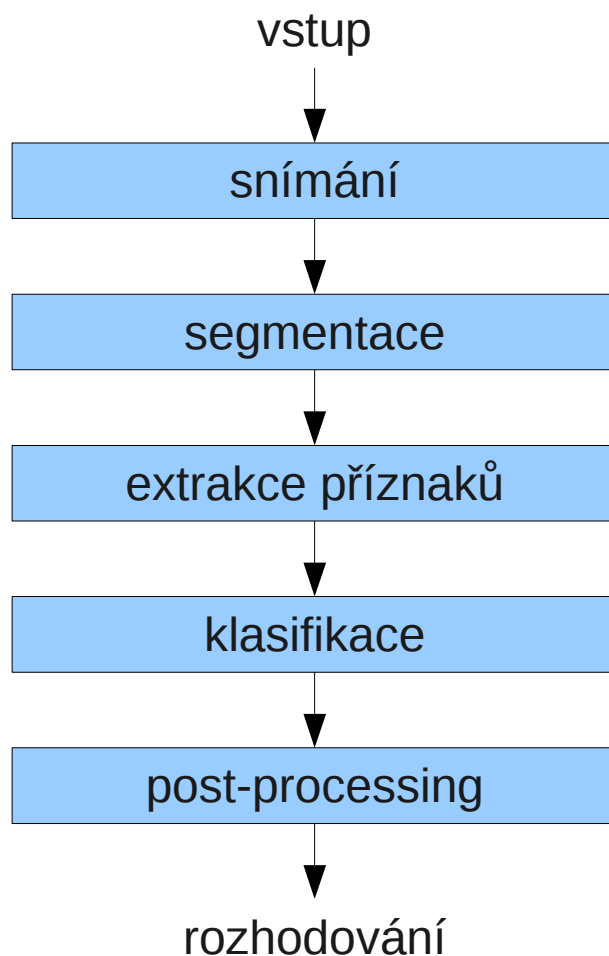 vstup
snímání
segmentace
extrakce příznaků
klasifikace
post-processing
rozhodování